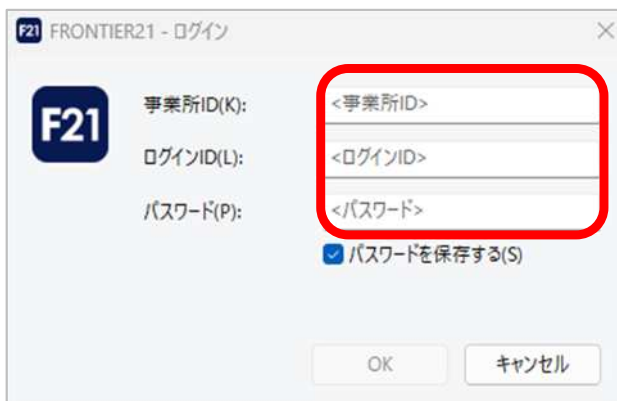 F21 FRONTIER21 - ログイン
F21
事業所ID(K): <事業所ID>
ログインID(L): <ログインID>
パスワード(P): <パスワード>
パスワードを保存する(S)
OK キャンセル